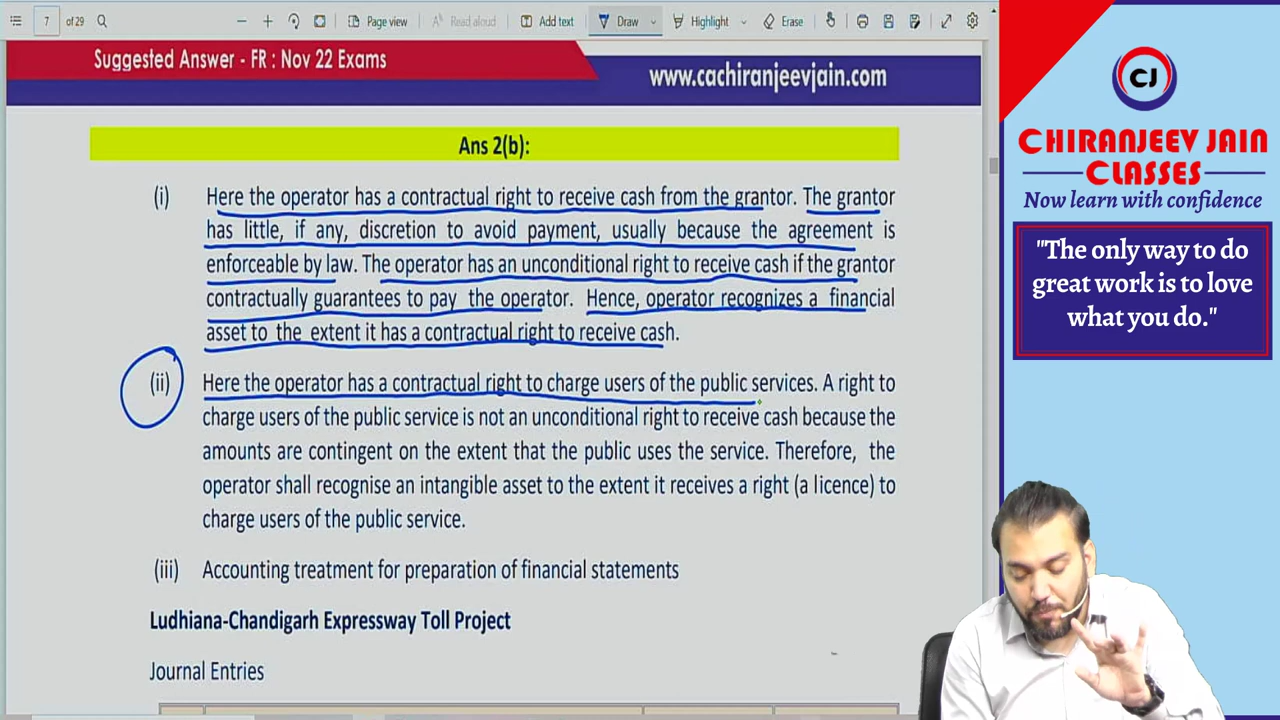 7 of 29
Page view
Read aloud
Add text
Draw
Highlight
Erase
Suggested Answer - FR : Nov 22 Exams
www.cachiranjeevjain.com
Ans 2(b):
(i) Here the operator has a contractual right to receive cash from the grantor. The grantor
has little, if any, discretion to avoid payment, usually because the agreement is
enforceable by law. The operator has an unconditional right to receive cash if the grantor
contractually guarantees to pay the operator. Hence, operator recognizes a financial
asset to the extent it has a contractual right to receive cash.
(ii) Here the operator has a contractual right to charge users of the public services. A right to
charge users of the public service is not an unconditional right to receive cash because the
amounts are contingent on the extent that the public uses the service. Therefore, the
operator shall recognise an intangible asset to the extent it receives a right (a licence) to
charge users of the public service.
(iii) Accounting treatment for preparation of financial statements
Ludhiana-Chandigarh Expressway Toll Project
Journal Entries
CJ
CHIRANJEEV JAIN
CLASSES
Now learn with confidence
"The only way to do
great work is to love
what you do."